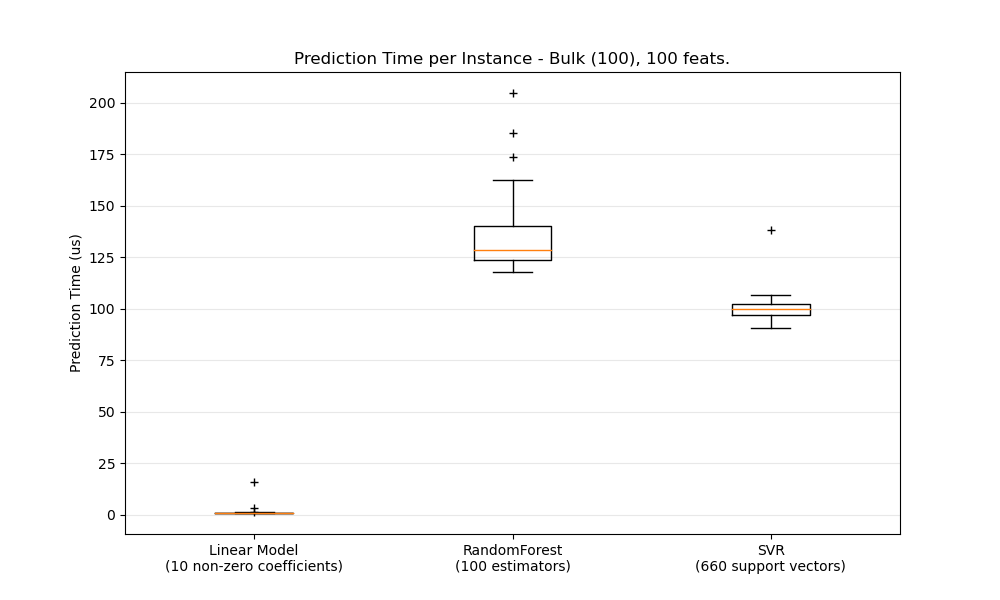 Prediction Time per Instance - Bulk (100), 100 feats.
Prediction Time (us)
200
175
150
125
100
75
50
25
0
Linear Model
(10 non-zero coefficients)
RandomForest
(100 estimators)
SVR
(660 support vectors)